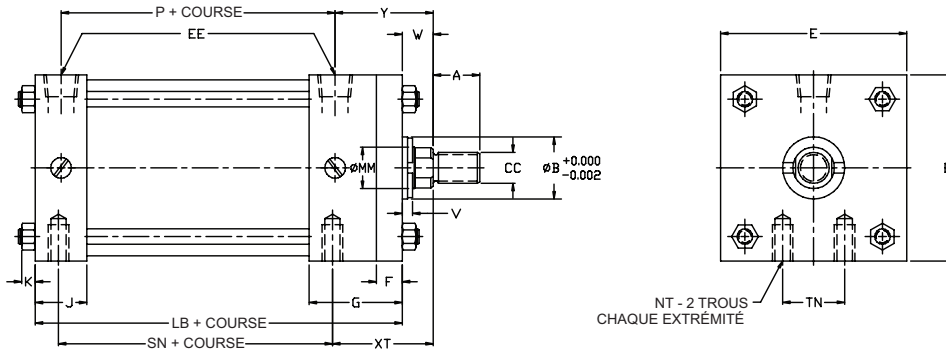 P + COURSE
Y
EE
W
A
E
ØMM
CC
ØB +0.000
-0.002
V
K
F
J
G
LB + COURSE
SN + COURSE
XT
NT - 2 TROUS
CHAQUE EXTRÉMITÉ
TN